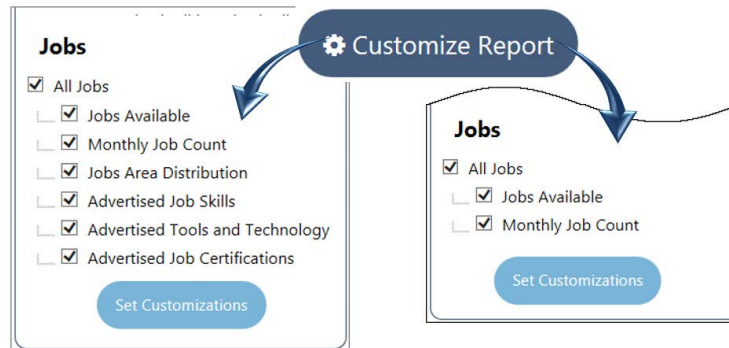 Customize Report
Jobs
All Jobs
Jobs Available
Monthly Job Count
Jobs Area Distribution
Advertised Job Skills
Advertised Tools and Technology
Advertised Job Certifications
Set Customizations
Jobs
All Jobs
Jobs Available
Monthly Job Count
Set Customizations